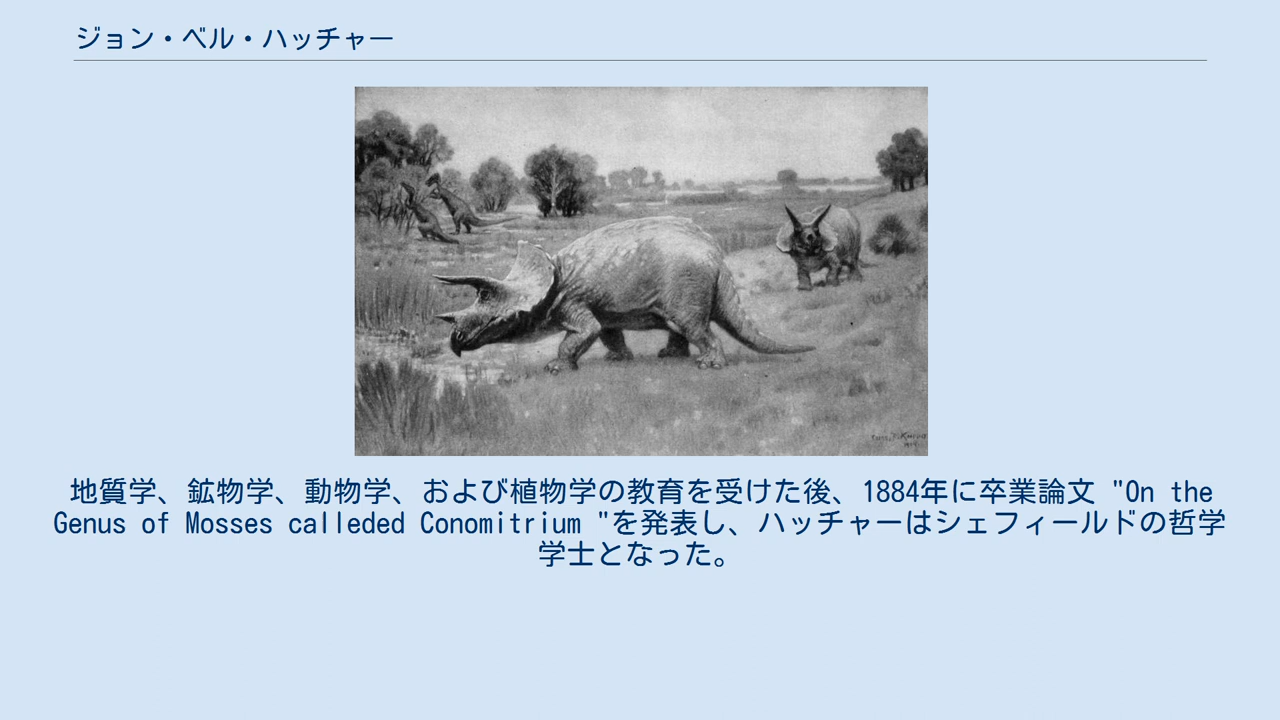 ジョン・ベル・ハッチャー
地質学、鉱物学、動物学、および植物学の教育を受けた後、1884年に卒業論文 "On the
Genus of Mosses calleded Conomitrium "を発表し、ハッチャーはシェフィールドの哲学
学士となった。